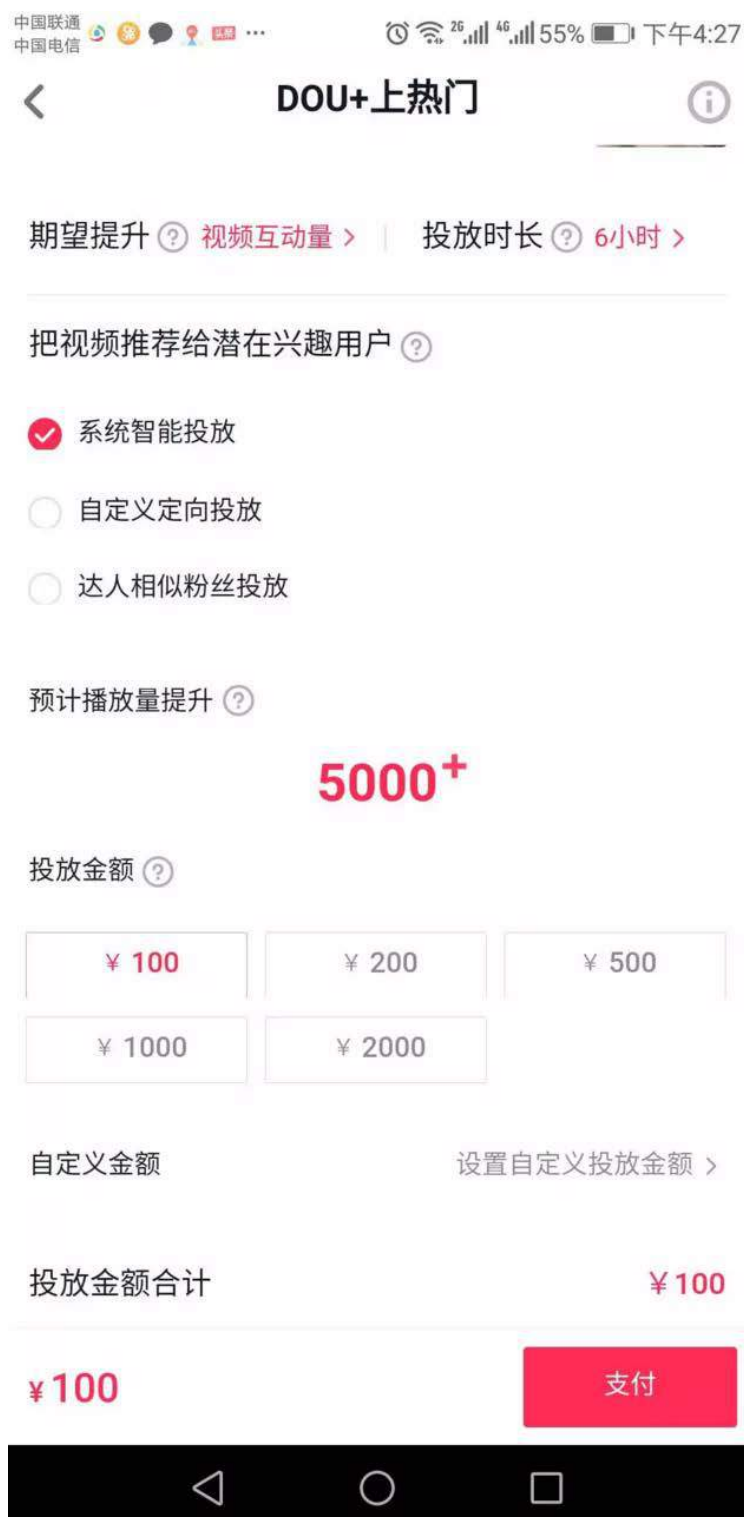 中国联通
中国电信
头条 ... 2G 4G 55% 下午4:27
DOU+上热门
期望提升 ? 视频互动量 > 投放时长 ? 6小时 >
把视频推荐给潜在兴趣用户 ?
系统智能投放
自定义定向投放
达人相似粉丝投放
预计播放量提升 ?
5000+
投放金额 ?
¥ 100 ¥ 200 ¥ 500
¥ 1000 ¥ 2000
自定义金额 设置自定义投放金额 >
投放金额合计 ¥100
¥100 支付